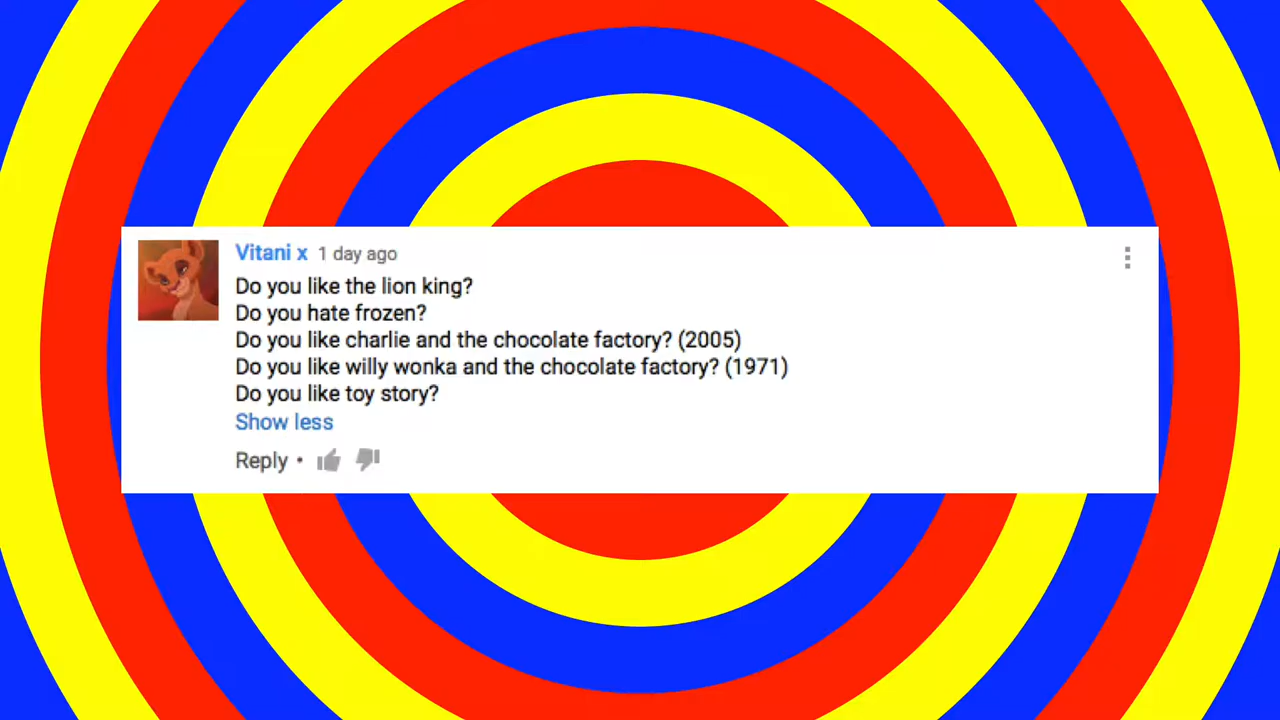 Vitani x 1 day ago
Do you like the lion king?
Do you hate frozen?
Do you like charlie and the chocolate factory? (2005)
Do you like willy wonka and the chocolate factory? (1971)
Do you like toy story?
Show less
Reply •